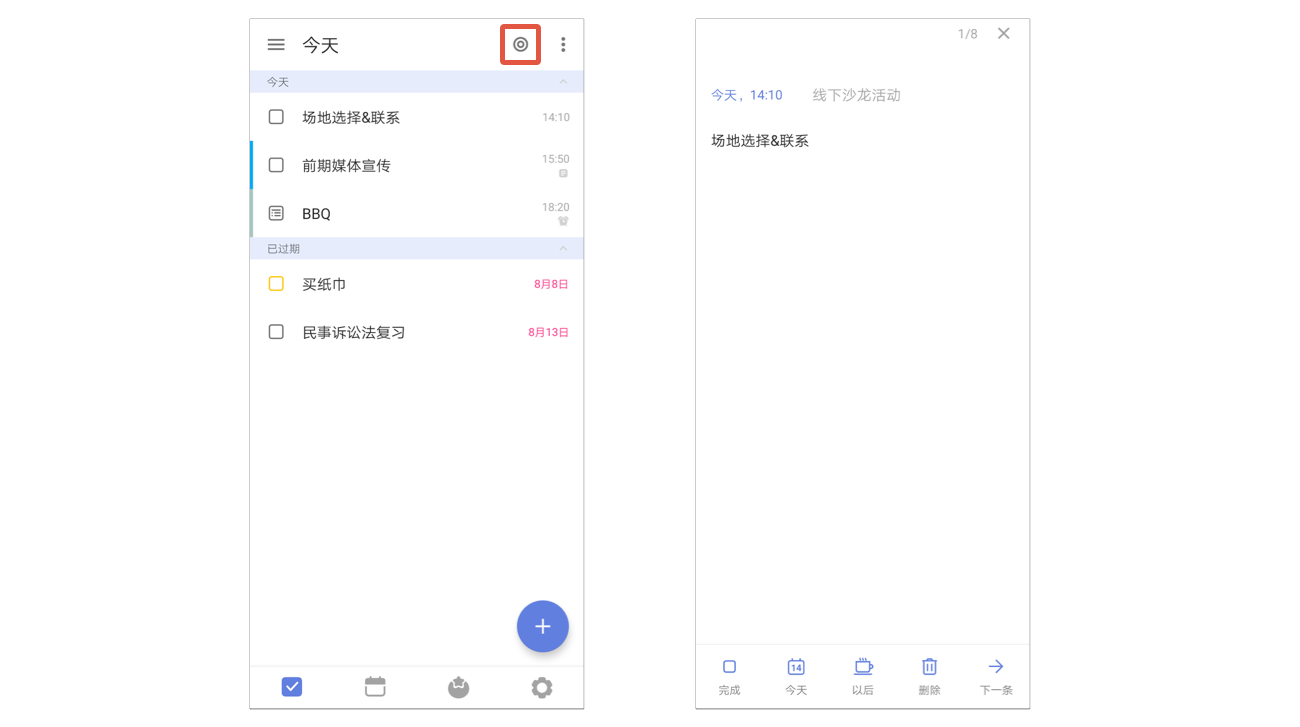 今天
今天
场地选择&联系
14:10
前期媒体宣传
15:50
BBQ
18:20
已过期
买纸巾
8月8日
民事诉讼法复习
8月13日
1/8
今天, 14:10 线下沙龙活动
场地选择&联系
14
完成 今天 以后 删除 下一条